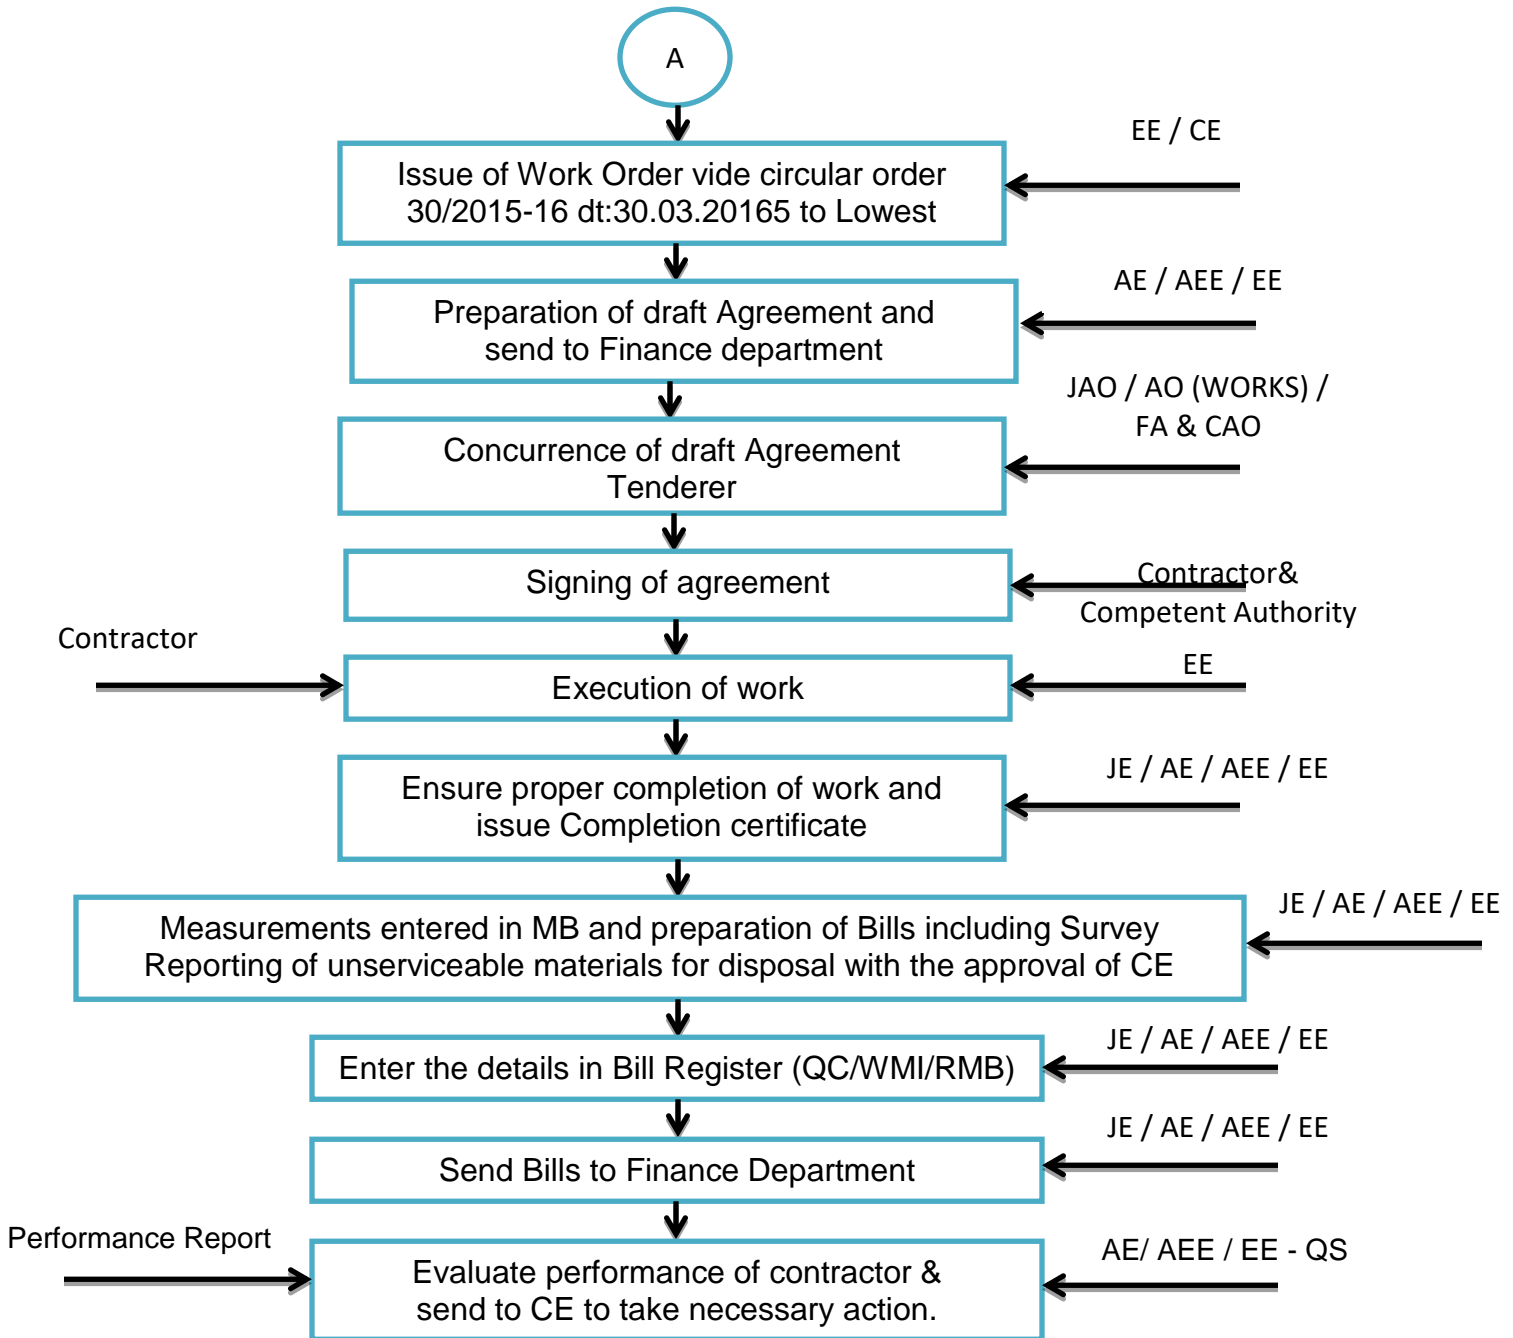 A
EE / CE
Issue of Work Order vide circular order
30/2015-16 dt:30.03.20165 to Lowest
AE / AEE / EE
Preparation of draft Agreement and
send to Finance department
JAO / AO (WORKS) /
FA & CAO
Concurrence of draft Agreement
Tenderer
Contractor&
Competent Authority
Signing of agreement
Contractor
EE
Execution of work
JE / AE / AEE / EE
Ensure proper completion of work and
issue Completion certificate
JE / AE / AEE / EE
Measurements entered in MB and preparation of Bills including Survey
Reporting of unserviceable materials for disposal with the approval of CE
JE / AE / AEE / EE
Enter the details in Bill Register (QC/WMI/RMB)
JE / AE / AEE / EE
Send Bills to Finance Department
Performance Report
AE/ AEE / EE - QS
Evaluate performance of contractor &
send to CE to take necessary action.